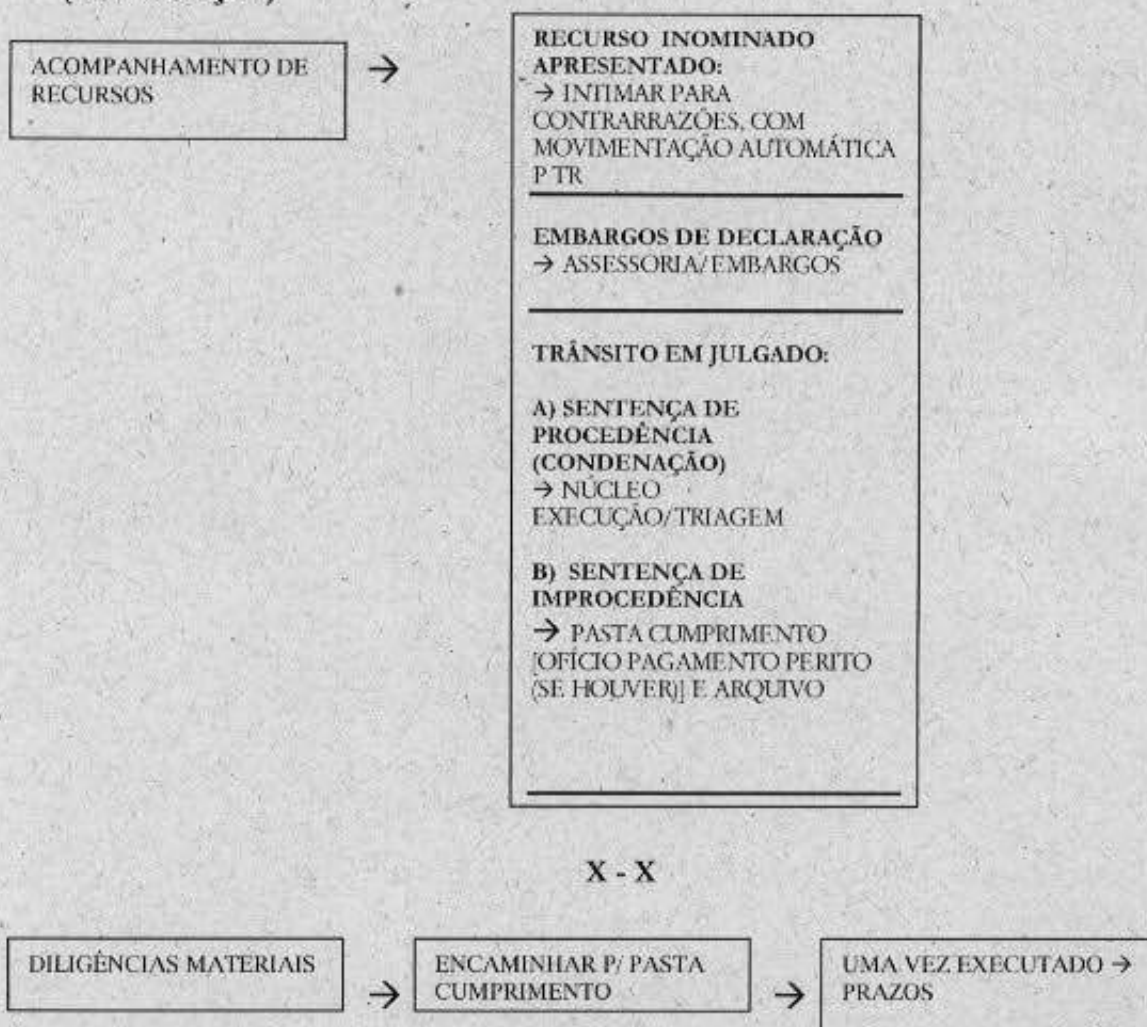 ACOMPANHAMENTO DE
RECURSOS
→
RECURSO INOMINADO
APRESENTADO:
→ INTIMAR PARA
CONTRARRAZÕES, COM
MOVIMENTAÇÃO AUTOMÁTICA
P TR
EMBARGOS DE DECLARAÇÃO
→ ASSESSORIA/EMBARGOS
TRÂNSITO EM JULGADO:
A) SENTENÇA DE
PROCEDÊNCIA
(CONDENAÇÃO)
→ NÚCLEO
EXECUÇÃO/TRIAGEM
B) SENTENÇA DE
IMPROCEDÊNCIA
→ PASTA CUMPRIMENTO
[OFÍCIO PAGAMENTO PERITO
(SE HOUVER)] E ARQUIVO
X - X
DILIGÊNCIAS MATERIAIS
→
ENCAMINHAR P/ PASTA
CUMPRIMENTO
→
UMA VEZ EXECUTADO →
PRAZOS